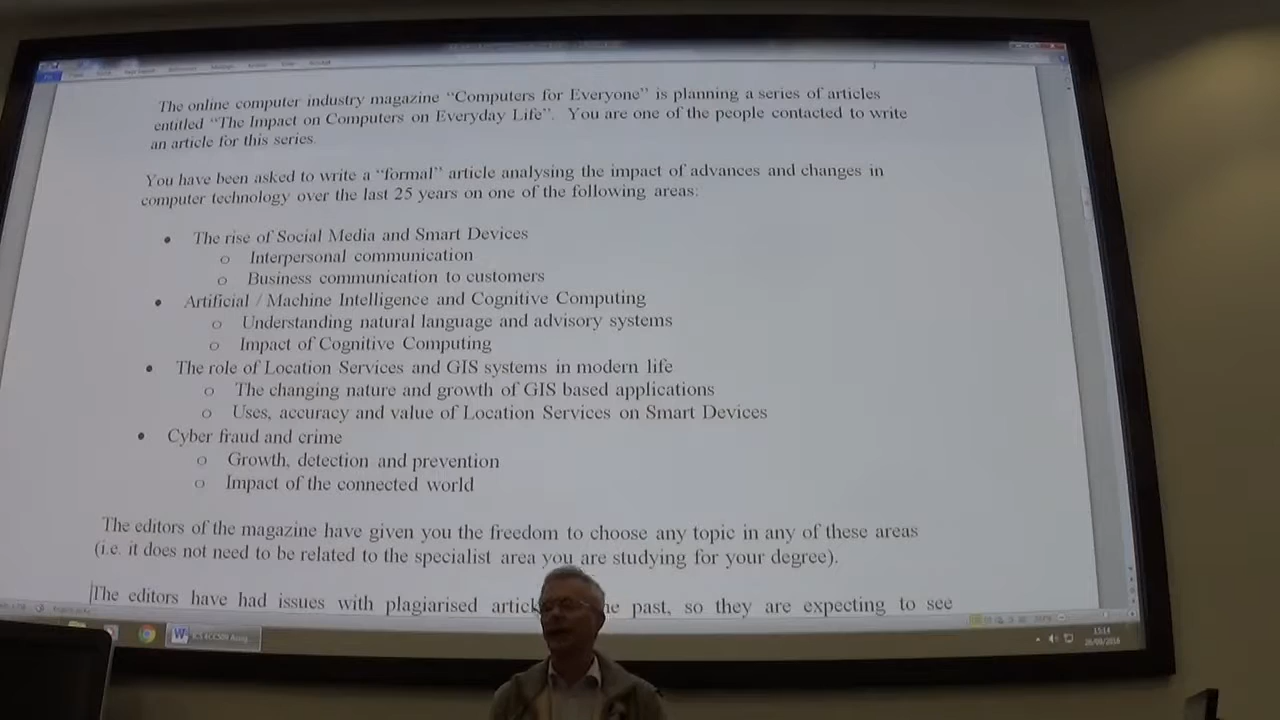 The online computer industry magazine “Computers for Everyone” is planning a series of articles
entitled “The Impact on Computers on Everyday Life”. You are one of the people contacted to write
an article for this series.
You have been asked to write a “formal” article analysing the impact of advances and changes in
computer technology over the last 25 years on one of the following areas:
• The rise of Social Media and Smart Devices
o Interpersonal communication
o Business communication to customers
• Artificial / Machine Intelligence and Cognitive Computing
o Understanding natural language and advisory systems
o Impact of Cognitive Computing
• The role of Location Services and GIS systems in modern life
o The changing nature and growth of GIS based applications
o Uses, accuracy and value of Location Services on Smart Devices
• Cyber fraud and crime
o Growth, detection and prevention
o Impact of the connected world
The editors of the magazine have given you the freedom to choose any topic in any of these areas
(i.e. it does not need to be related to the specialist area you are studying for your degree).
The editors have had issues with plagiarised past, so they are expecting to see
15:14